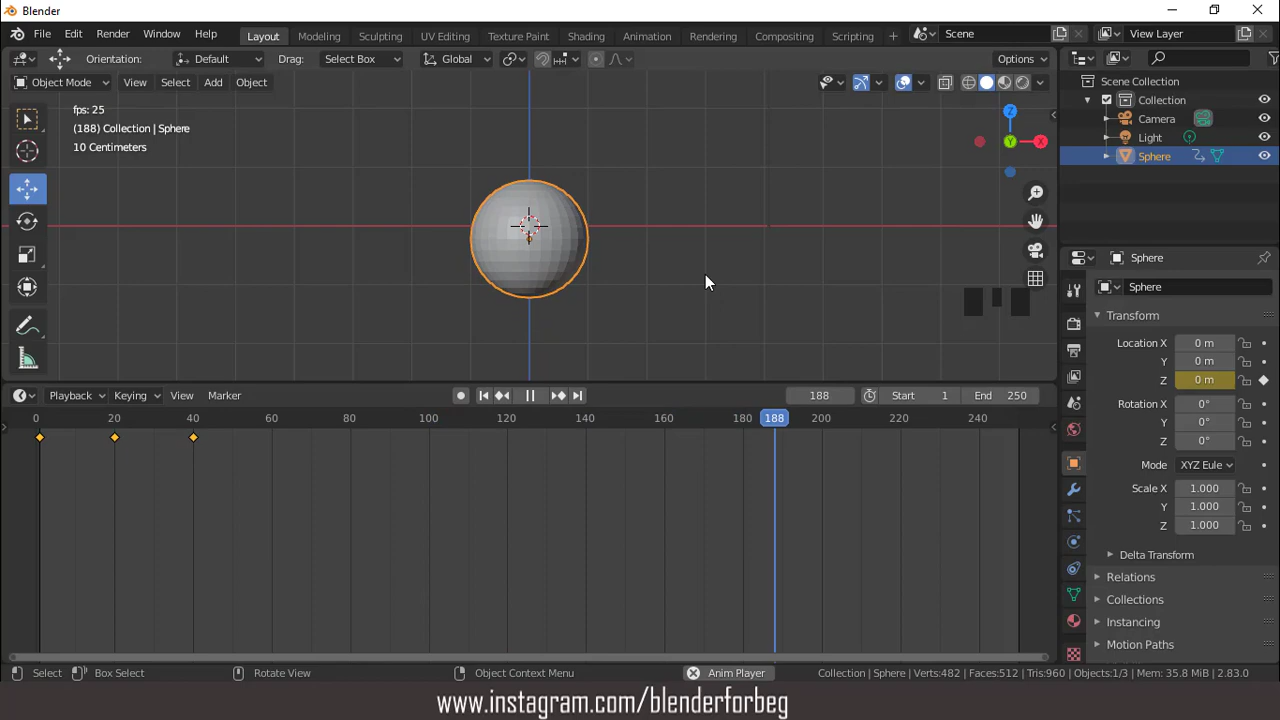 Blender
File Edit Render Window Help Layout Modeling Sculpting UV Editing Texture Paint Shading Animation Rendering Compositing Scripting + Scene View Layer
Orientation: Default Drag: Select Box Global Options
Object Mode View Select Add Object
fps: 25
(188) Collection | Sphere
10 Centimeters
Z
Y
X
Scene Collection
Collection
Camera
Light
Sphere
Sphere
Sphere
Transform
Location X 0 m
Y 0 m
Z 0 m
Rotation X 0°
Y 0°
Z 0°
Mode XYZ Eule
Scale X 1.000
Y 1.000
Z 1.000
Delta Transform
Relations
Collections
Instancing
Motion Paths
Playback Keying View Marker 188 Start 1 End 250
0 20 40 60 80 100 120 140 160 180 188 200 220 240
Select Box Select Rotate View Object Context Menu Anim Player Collection | Sphere | Verts:482 | Faces:512 | Tris:960 | Objects:1/3 | Mem: 35.8 MiB | 2.83.0
www.instagram.com/blenderforbeg